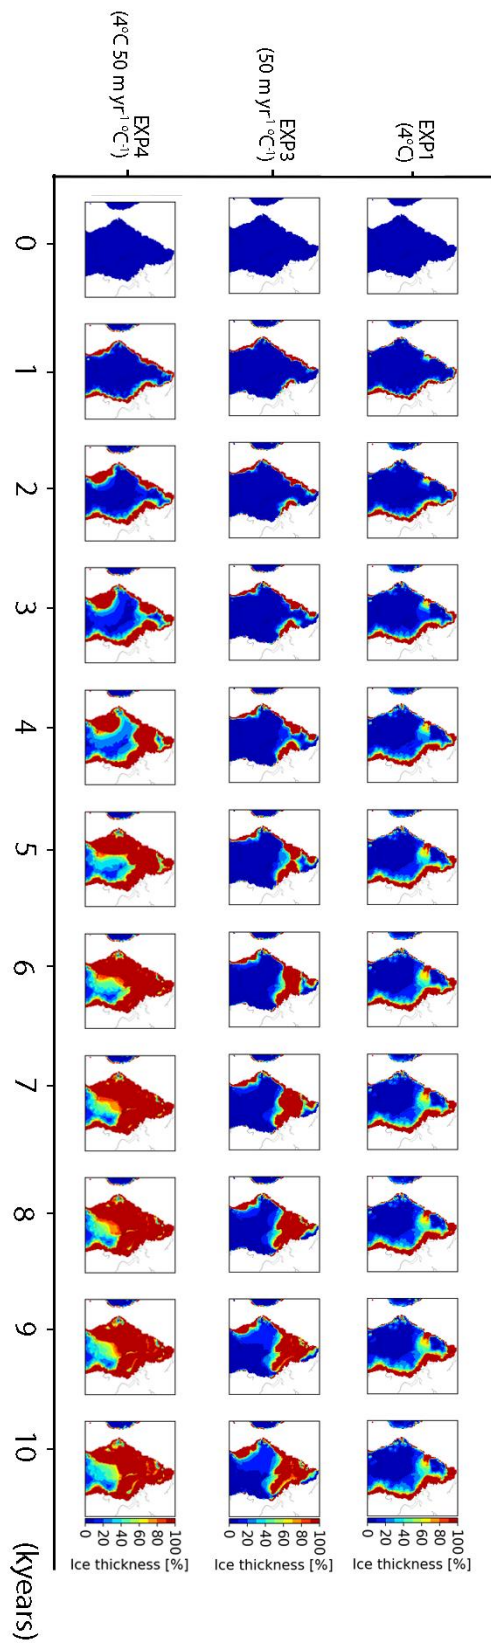 EXP1
(4°C)
100
80
60
40
20
0
Ice thickness [%]
EXP3
(50 m yr⁻¹ °C⁻¹)
100
80
60
40
20
0
Ice thickness [%]
EXP4
(4°C 50 m yr⁻¹ °C⁻¹)
100
80
60
40
20
0
Ice thickness [%]
0 1 2 3 4 5 6 7 8 9 10 (kyears)